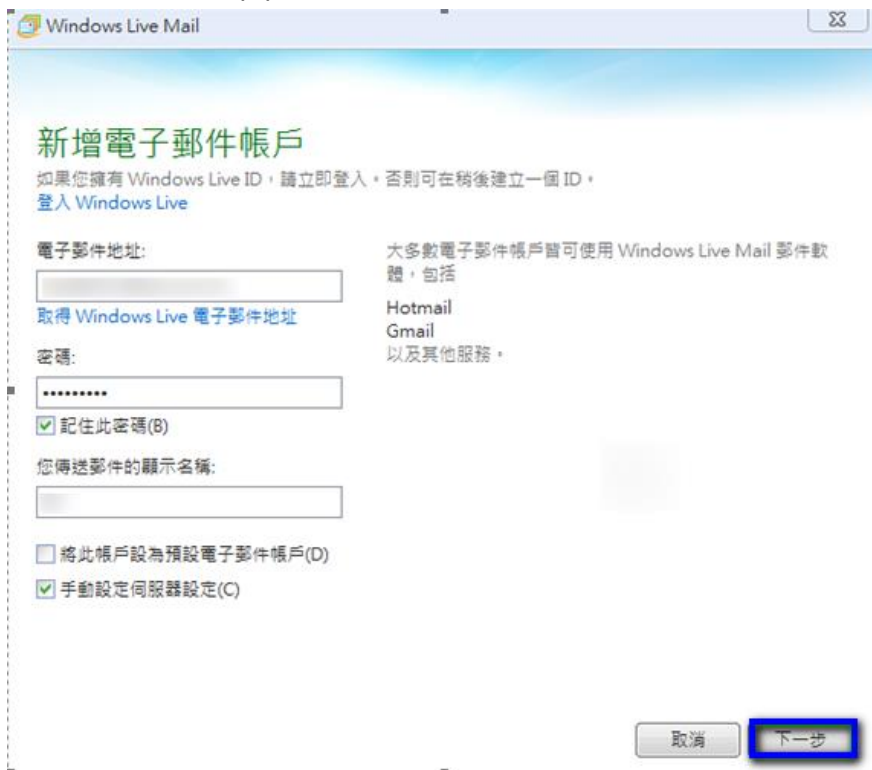 Windows Live Mail
新增電子郵件帳戶
如果您擁有 Windows Live ID，請立即登入。否則可在稍後建立一個 ID。
登入 Windows Live
電子郵件地址:
大多數電子郵件帳戶皆可使用 Windows Live Mail 郵件軟
體，包括
取得 Windows Live 電子郵件地址
Hotmail
Gmail
以及其他服務。
密碼:
•••••••••
記住此密碼(B)
您傳送郵件的顯示名稱:
將此帳戶設為預設電子郵件帳戶(D)
手動設定伺服器設定(C)
取消
下一步